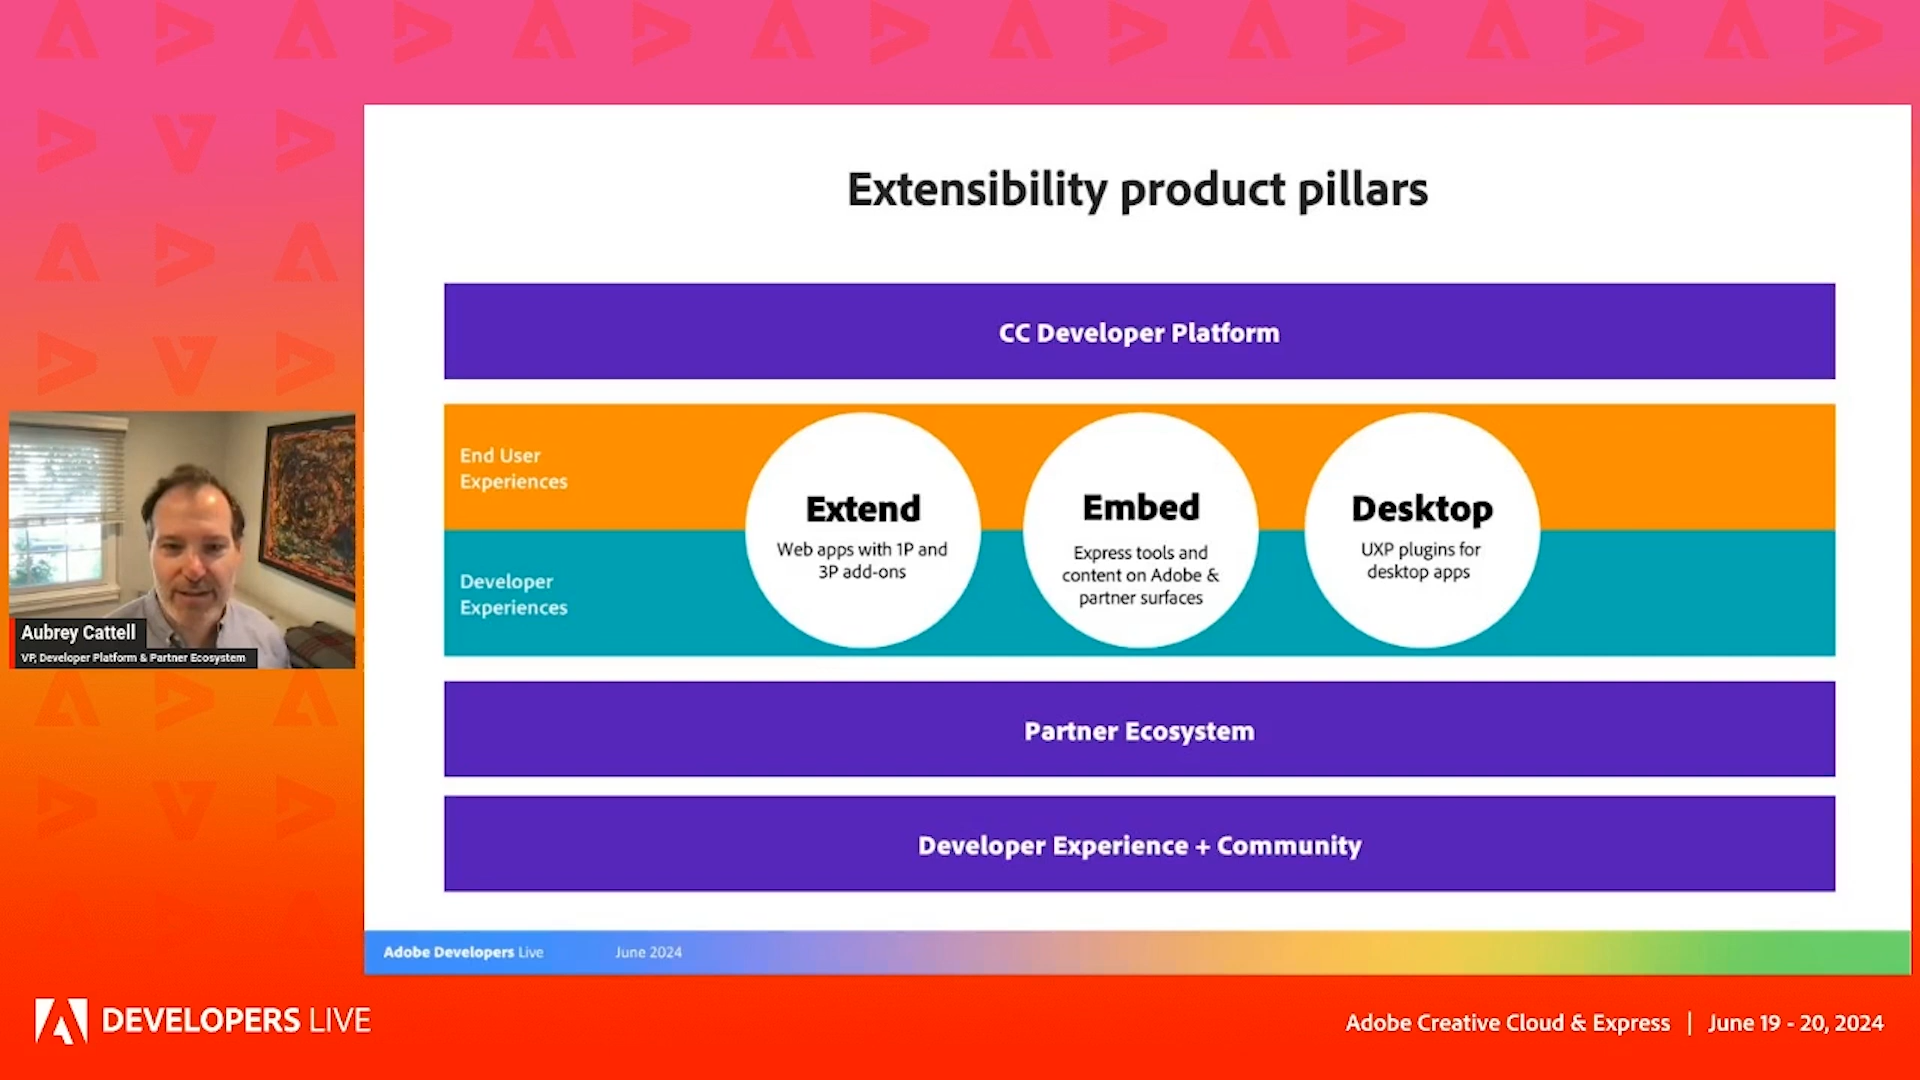 Extensibility product pillars
CC Developer Platform
End User
Experiences
Developer
Experiences
Extend
Web apps with 1P and
3P add-ons
Embed
Express tools and
content on Adobe &
partner surfaces
Desktop
UXP plugins for
desktop apps
Partner Ecosystem
Developer Experience + Community
Adobe Developers Live
June 2024
Aubrey Cattell
VP, Developer Platform & Partner Ecosystem
DEVELOPERS LIVE
Adobe Creative Cloud & Express | June 19 - 20, 2024